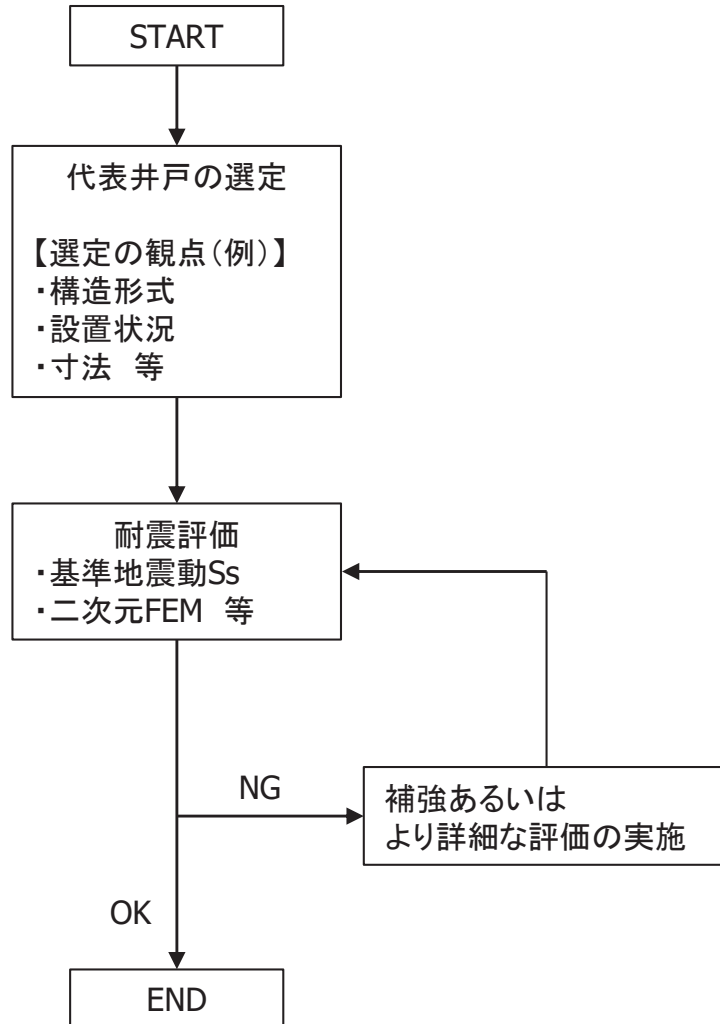 START
代表井戸の選定
【選定の観点（例）】
・構造形式
・設置状況
・寸法　等
耐震評価
・基準地震動Ss
・二次元FEM　等
NG
補強あるいは
より詳細な評価の実施
OK
END